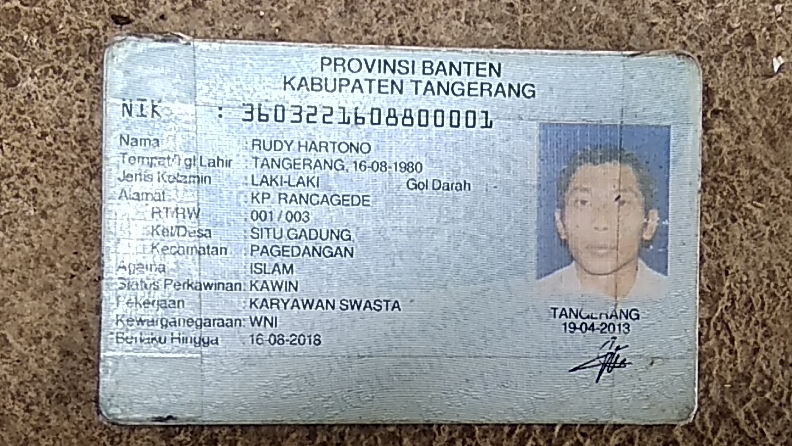 PROVINSI BANTEN
KABUPATEN TANGERANG
NIK : 3603221608800001
Nama : RUDY HARTONO
Tempat/Tgl Lahir : TANGERANG, 16-08-1980
Jenis Kelamin : LAKI-LAKI Gol Darah
Alamat : KP. RANCAGEDE
RT/RW : 001 / 003
Kel/Desa : SITU GADUNG
Kecamatan : PAGEDANGAN
Agama : ISLAM
Status Perkawinan: KAWIN
Pekerjaan : KARYAWAN SWASTA
Kewarganegaraan: WNI
Berlaku Hingga : 16-08-2018
TANGERANG
19-04-2013